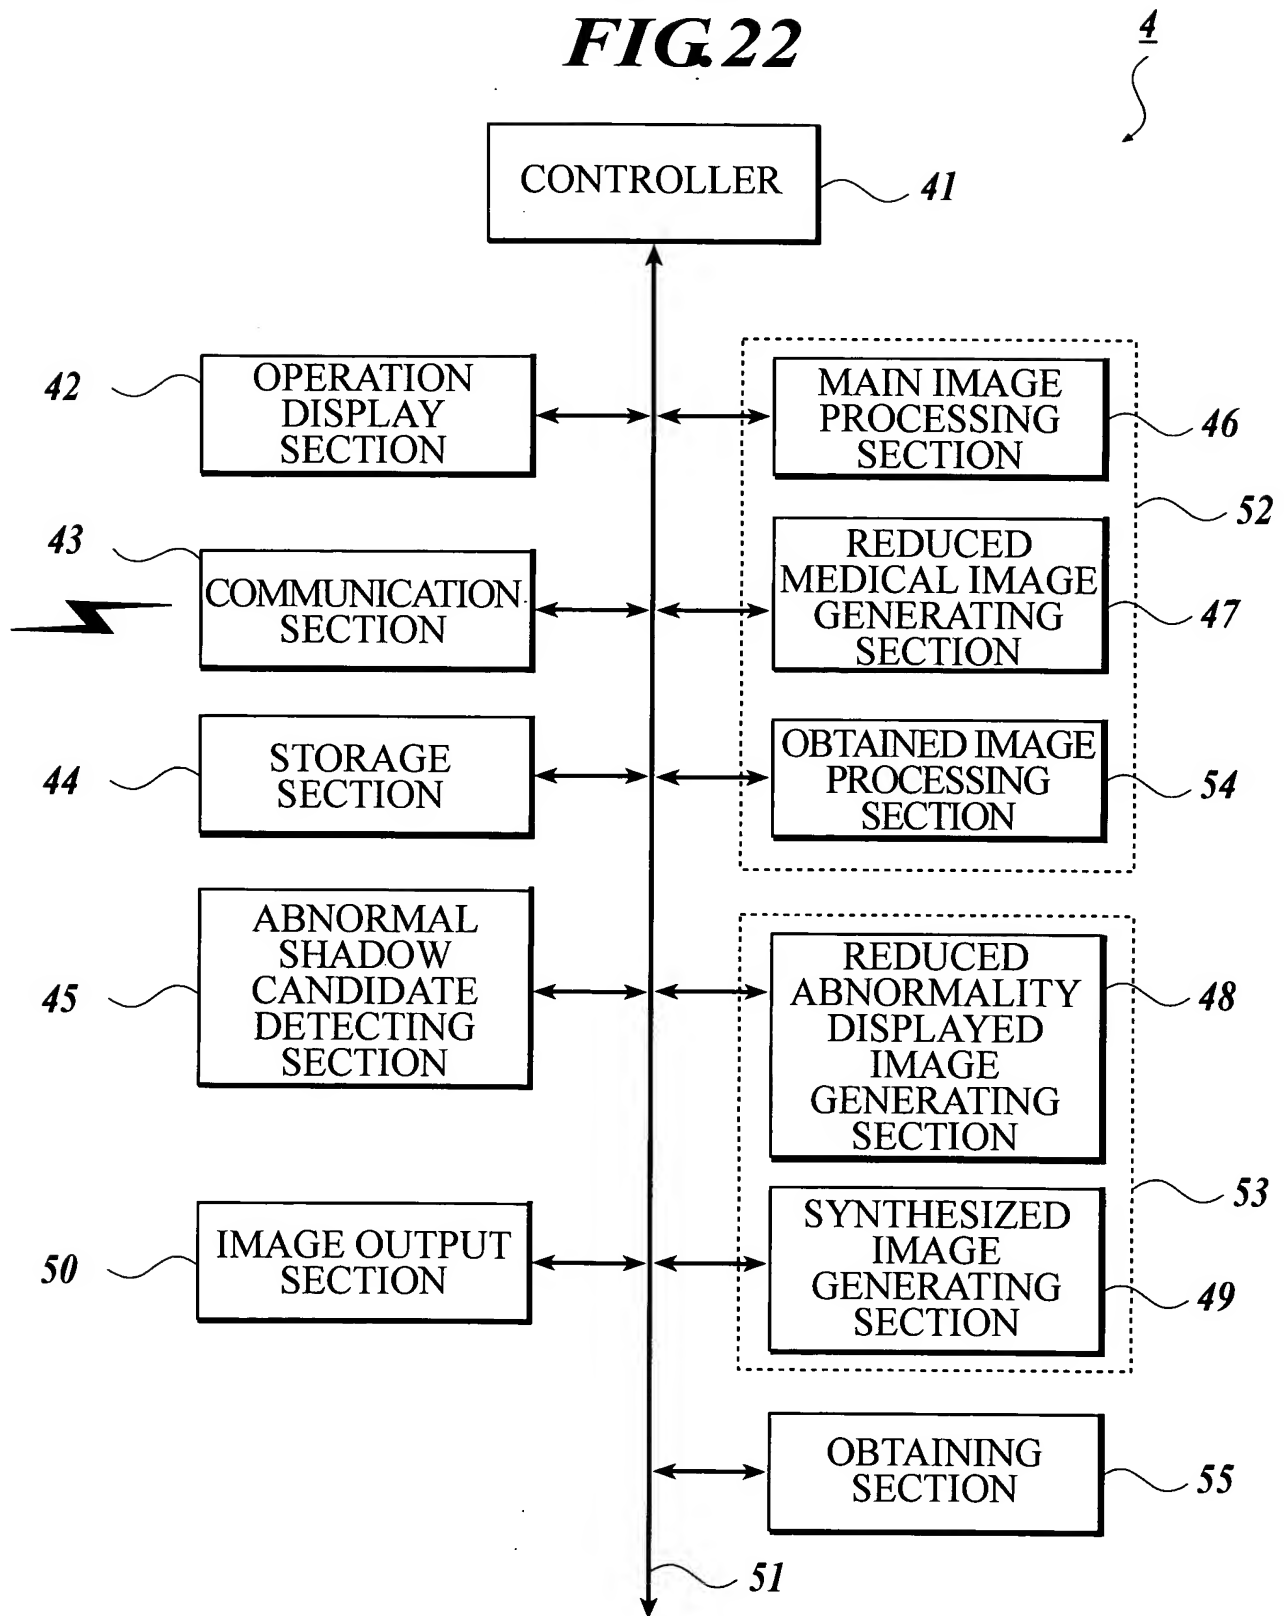 FIG.22
4
CONTROLLER
41
42
OPERATION
DISPLAY
SECTION
MAIN IMAGE
PROCESSING
SECTION
46
52
43
COMMUNICATION
SECTION
REDUCED
MEDICAL IMAGE
GENERATING
SECTION
47
44
STORAGE
SECTION
OBTAINED IMAGE
PROCESSING
SECTION
54
45
ABNORMAL
SHADOW
CANDIDATE
DETECTING
SECTION
REDUCED
ABNORMALITY
DISPLAYED
IMAGE
GENERATING
SECTION
48
53
50
IMAGE OUTPUT
SECTION
SYNTHESIZED
IMAGE
GENERATING
SECTION
49
OBTAINING
SECTION
55
51